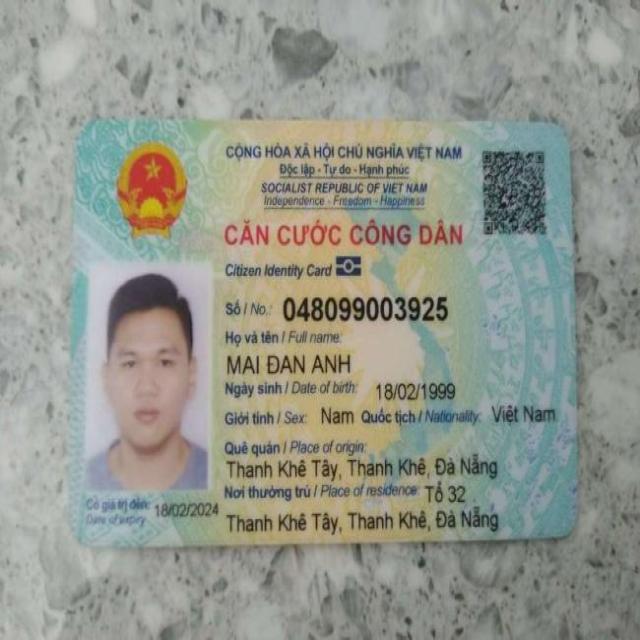 CỘNG HÒA XÃ HỘI CHỦ NGHĨA VIỆT NAM
Độc lập - Tự do - Hạnh phúc
SOCIALIST REPUBLIC OF VIET NAM
Independence - Freedom - Happiness
CĂN CƯỚC CÔNG DÂN
Citizen Identity Card
Số / No.: 048099003925
Họ và tên / Full name:
MAI ĐAN ANH
Ngày sinh / Date of birth: 18/02/1999
Giới tính / Sex: Nam Quốc tịch / Nationality: Việt Nam
Quê quán / Place of origin:
Thanh Khê Tây, Thanh Khê, Đà Nẵng
Nơi thường trú / Place of residence: Tổ 32
Thanh Khê Tây, Thanh Khê, Đà Nẵng
Có giá trị đến: 18/02/2024
Date of expiry